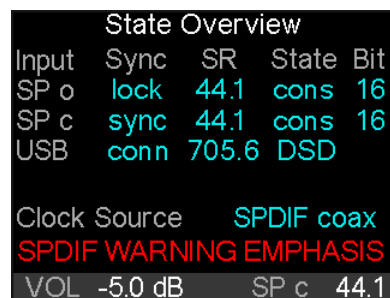 State Overview
Input Sync SR State Bit
SP o lock 44.1 cons 16
SP c sync 44.1 cons 16
USB conn 705.6 DSD
Clock Source SPDIF coax
SPDIF WARNING EMPHASIS
VOL -5.0 dB SP c 44.1